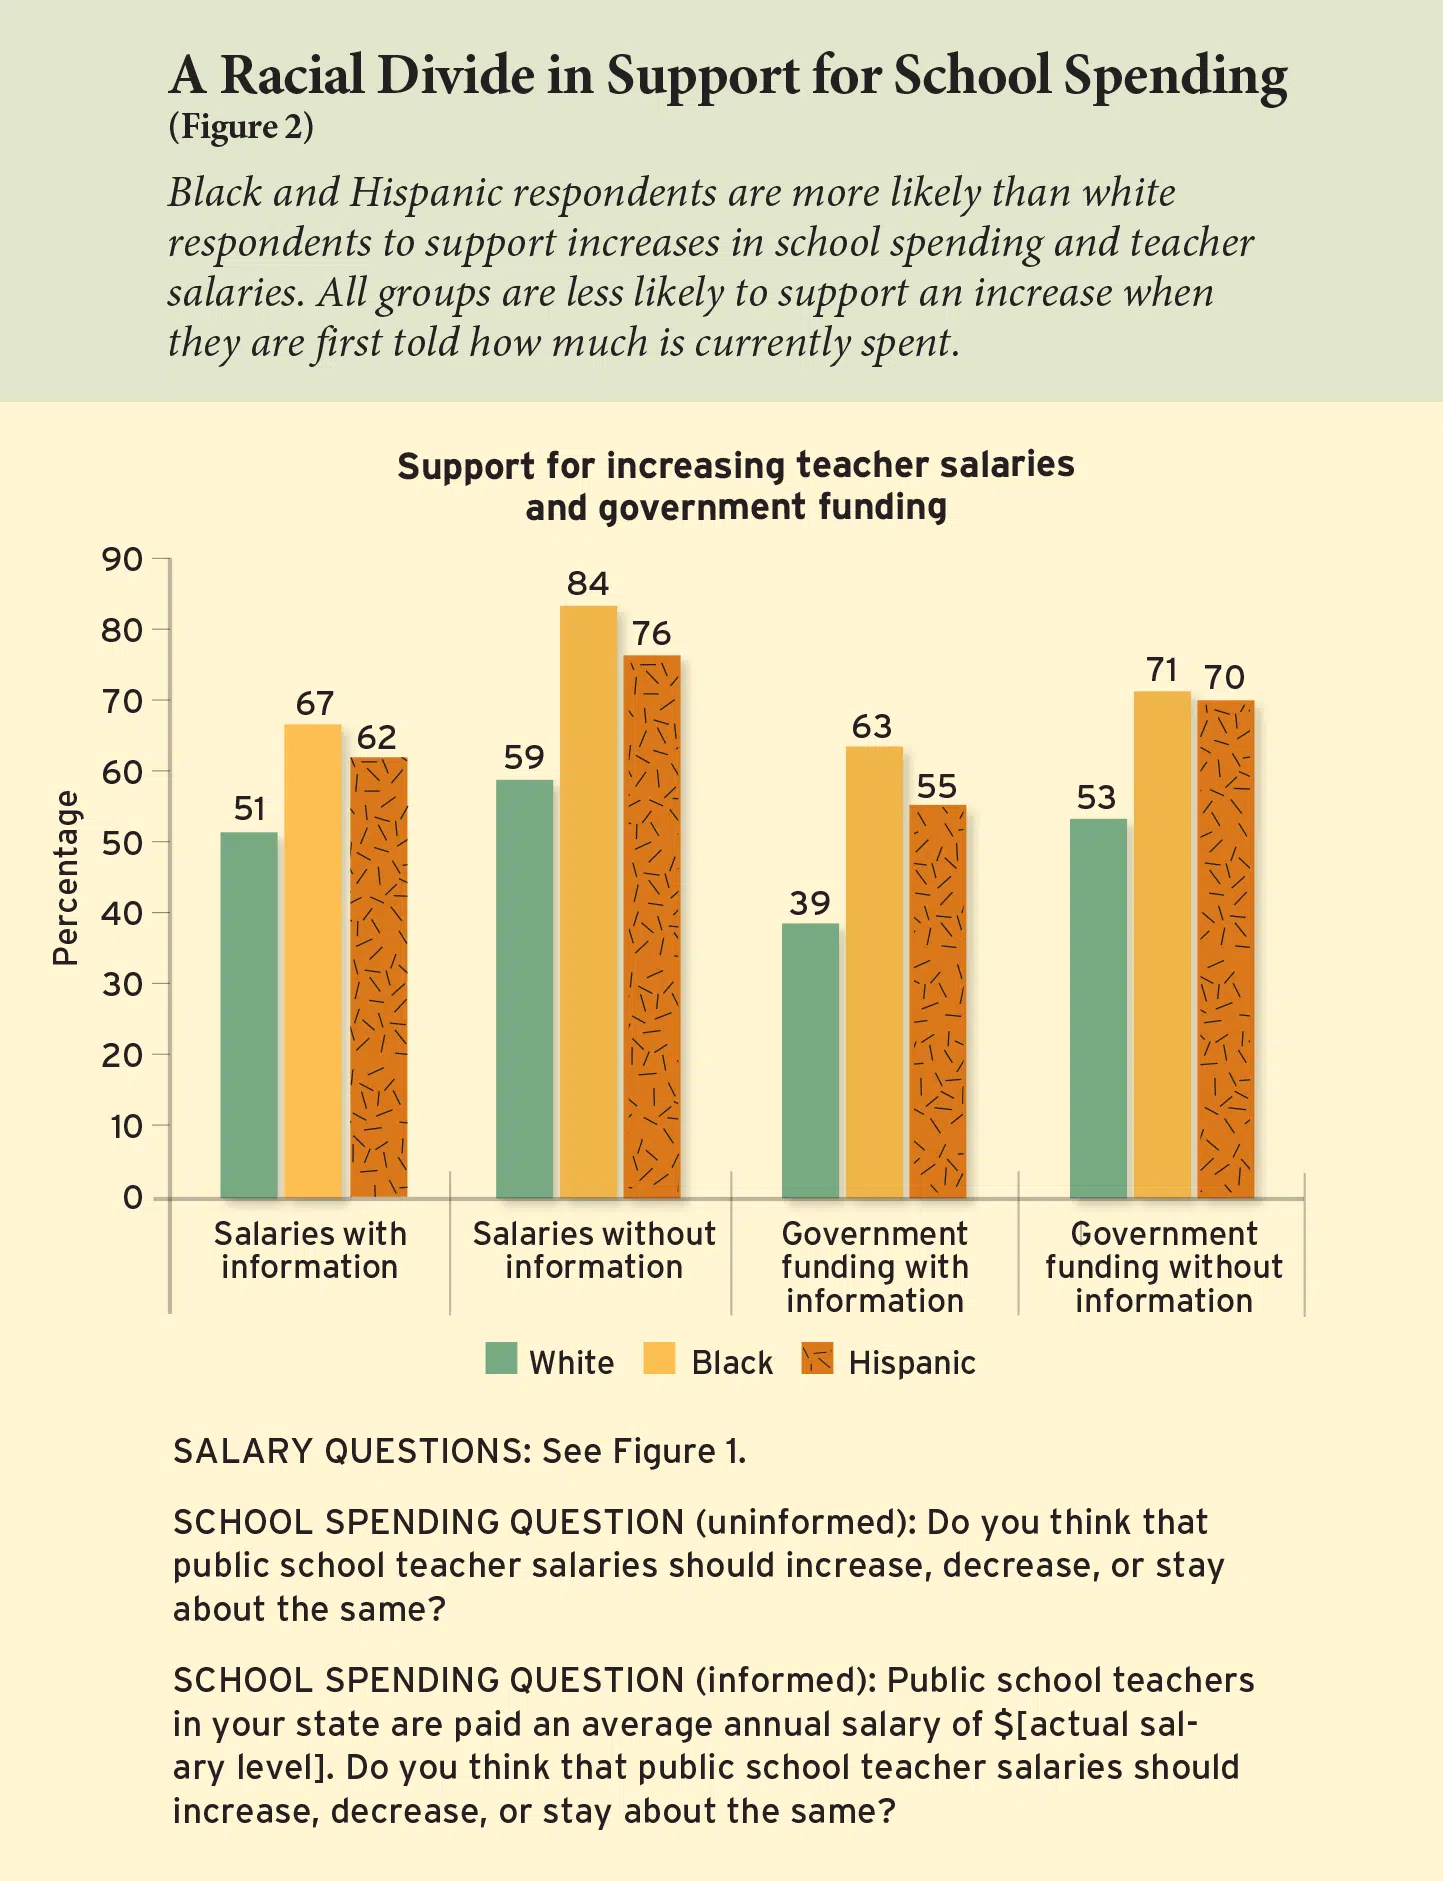 A Racial Divide in Support for School Spending
(Figure 2)
Black and Hispanic respondents are more likely than white
respondents to support increases in school spending and teacher
salaries. All groups are less likely to support an increase when
they are first told how much is currently spent.
Support for increasing teacher salaries
and government funding
Percentage
90
80
70
60
50
40
30
20
10
0
51
67
62
59
84
76
39
63
55
53
71
70
Salaries with
information
Salaries without
information
Government
funding with
information
Government
funding without
information
White
Black
Hispanic
SALARY QUESTIONS: See Figure 1.
SCHOOL SPENDING QUESTION (uninformed): Do you think that
public school teacher salaries should increase, decrease, or stay
about the same?
SCHOOL SPENDING QUESTION (informed): Public school teachers
in your state are paid an average annual salary of $[actual sal-
ary level]. Do you think that public school teacher salaries should
increase, decrease, or stay about the same?